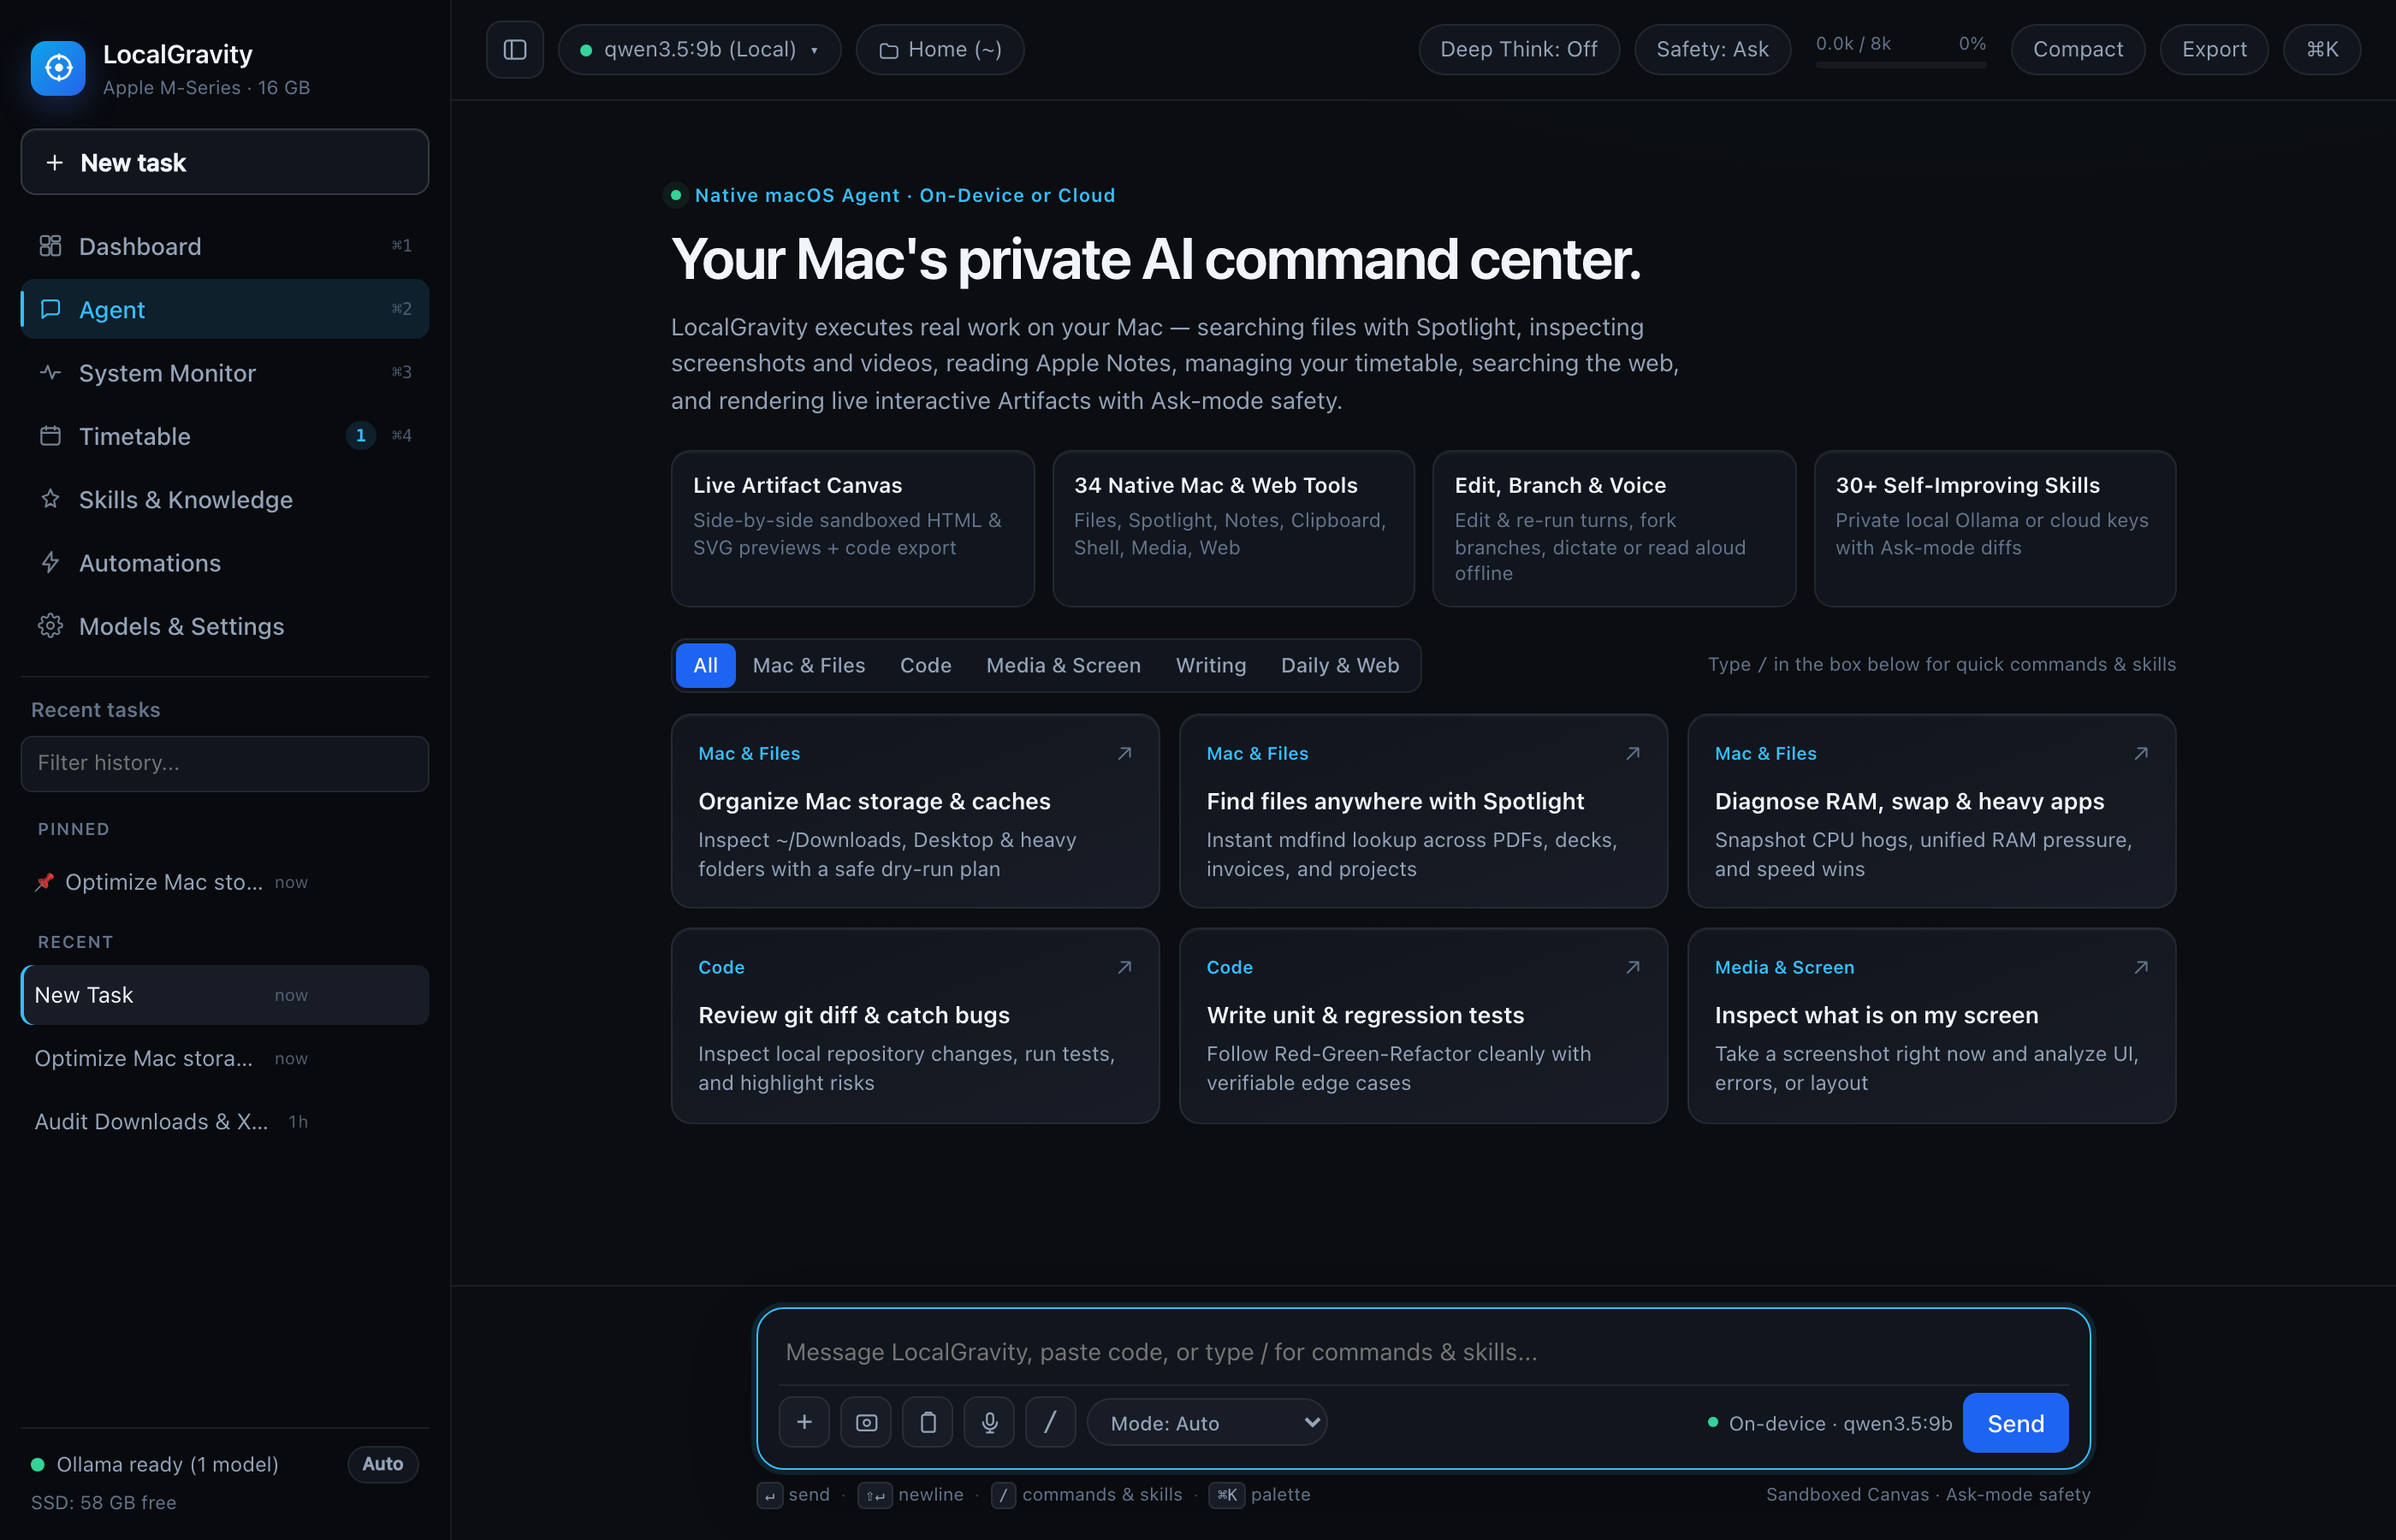 LocalGravity
Apple M-Series · 16 GB
+ New task
Dashboard ⌘1
Agent ⌘2
System Monitor ⌘3
Timetable 1 ⌘4
Skills & Knowledge
Automations
Models & Settings
Recent tasks
Filter history...
PINNED
📌 Optimize Mac sto... now
RECENT
New Task now
Optimize Mac stora... now
Audit Downloads & X... 1h
Ollama ready (1 model) Auto
SSD: 58 GB free
qwen3.5:9b (Local) ▾ Home (~) Deep Think: Off Safety: Ask 0.0k / 8k 0% Compact Export ⌘K
Native macOS Agent · On-Device or Cloud
Your Mac's private AI command center.
LocalGravity executes real work on your Mac — searching files with Spotlight, inspecting
screenshots and videos, reading Apple Notes, managing your timetable, searching the web,
and rendering live interactive Artifacts with Ask-mode safety.
Live Artifact Canvas
Side-by-side sandboxed HTML &
SVG previews + code export
34 Native Mac & Web Tools
Files, Spotlight, Notes, Clipboard,
Shell, Media, Web
Edit, Branch & Voice
Edit & re-run turns, fork
branches, dictate or read aloud
offline
30+ Self-Improving Skills
Private local Ollama or cloud keys
with Ask-mode diffs
All Mac & Files Code Media & Screen Writing Daily & Web
Type / in the box below for quick commands & skills
Mac & Files
Organize Mac storage & caches
Inspect ~/Downloads, Desktop & heavy
folders with a safe dry-run plan
Mac & Files
Find files anywhere with Spotlight
Instant mdfind lookup across PDFs, decks,
invoices, and projects
Mac & Files
Diagnose RAM, swap & heavy apps
Snapshot CPU hogs, unified RAM pressure,
and speed wins
Code
Review git diff & catch bugs
Inspect local repository changes, run tests,
and highlight risks
Code
Write unit & regression tests
Follow Red-Green-Refactor cleanly with
verifiable edge cases
Media & Screen
Inspect what is on my screen
Take a screenshot right now and analyze UI,
errors, or layout
Message LocalGravity, paste code, or type / for commands & skills...
+ / Mode: Auto On-device · qwen3.5:9b Send
↵ send · ⇧↵ newline · / commands & skills · ⌘K palette
Sandboxed Canvas · Ask-mode safety